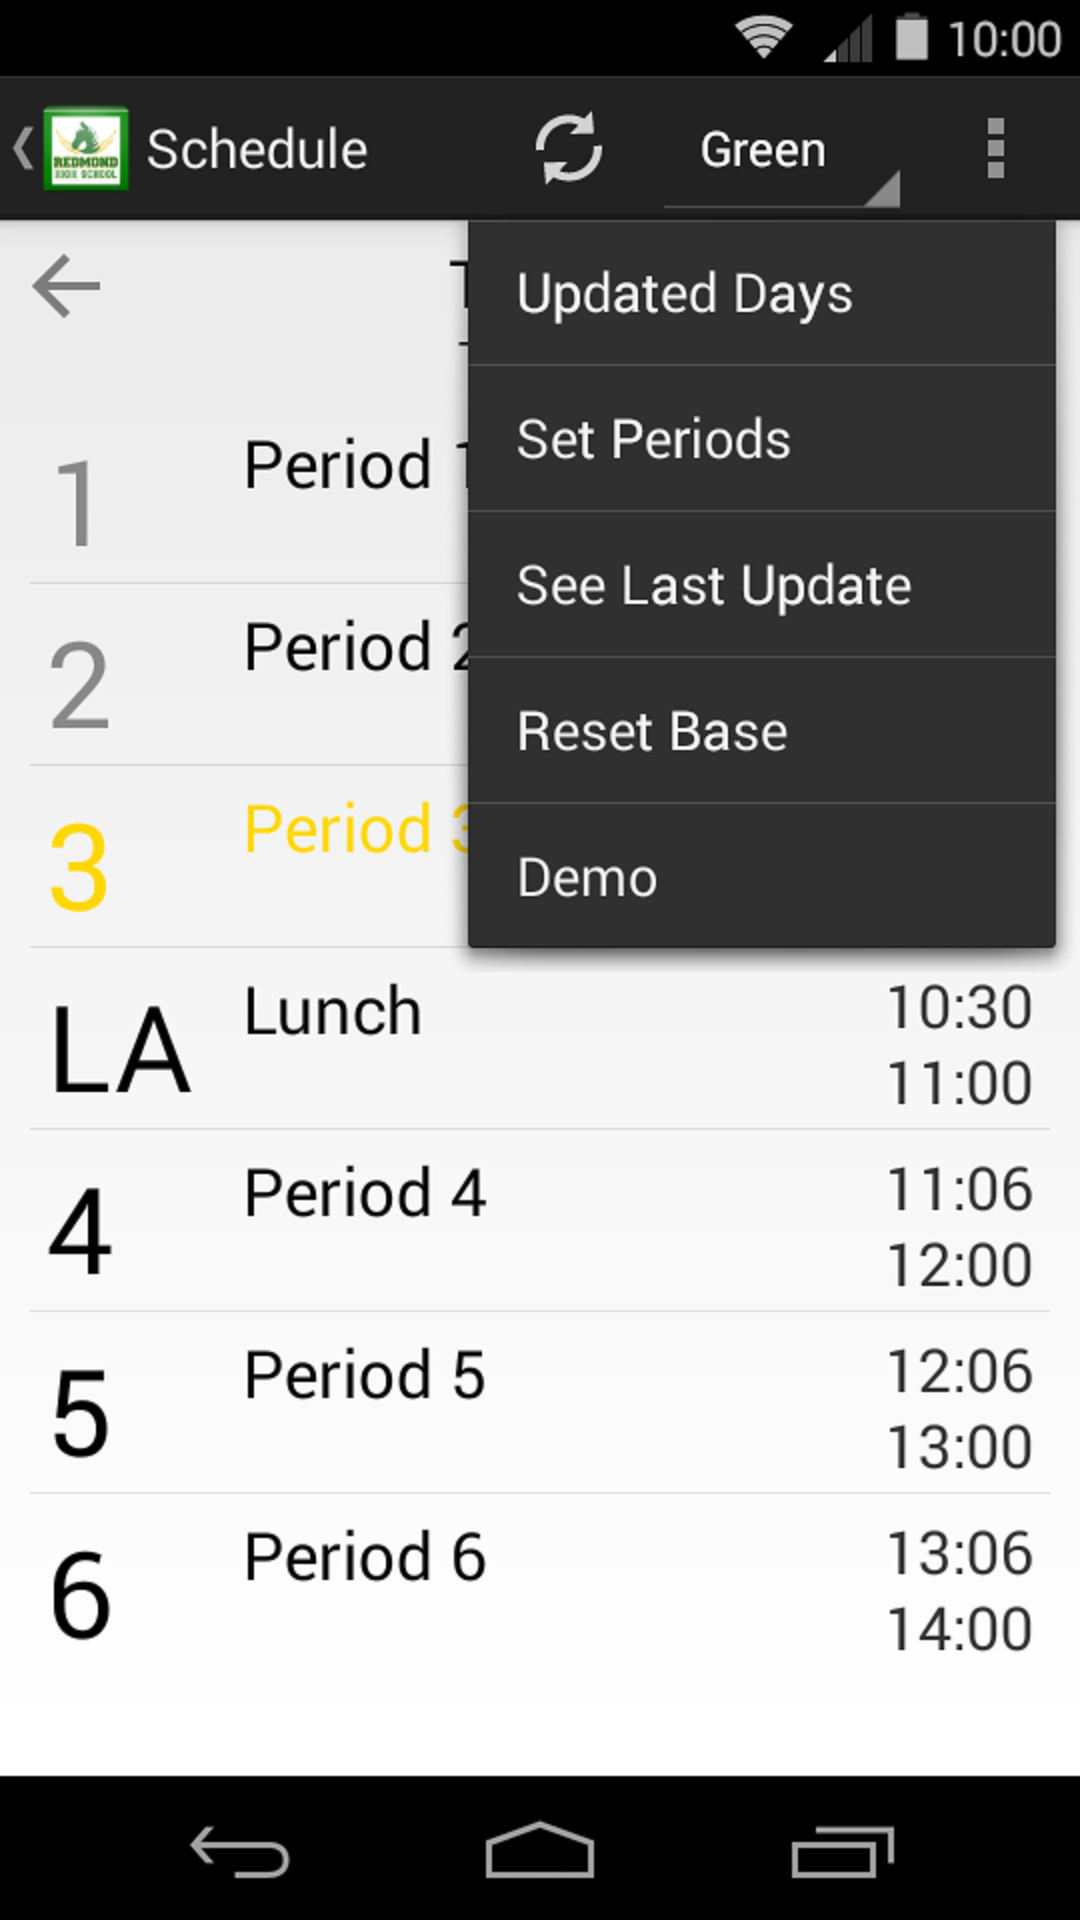 10:00
REDMOND
HIGH SCHOOL
Schedule
Green
Updated Days
Set Periods
See Last Update
Reset Base
Demo
1
Period 1
2
Period 2
3
Period 3
LA
Lunch
10:30
11:00
4
Period 4
11:06
12:00
5
Period 5
12:06
13:00
6
Period 6
13:06
14:00